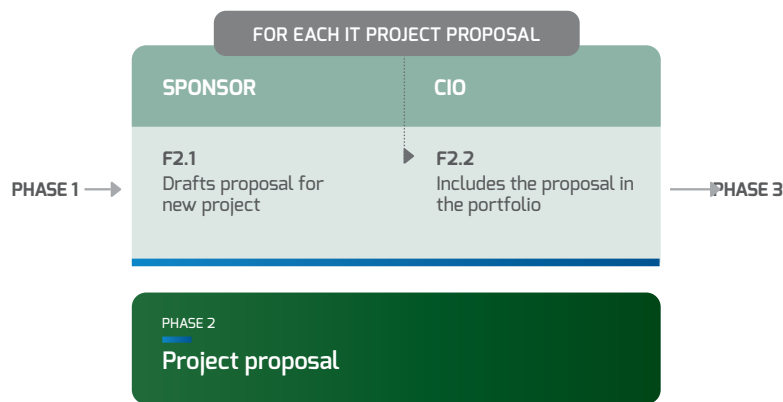 FOR EACH IT PROJECT PROPOSAL
SPONSOR
CIO
PHASE 1
F2.1
Drafts proposal for
new project
F2.2
Includes the proposal in
the portfolio
PHASE 3
PHASE 2
Project proposal